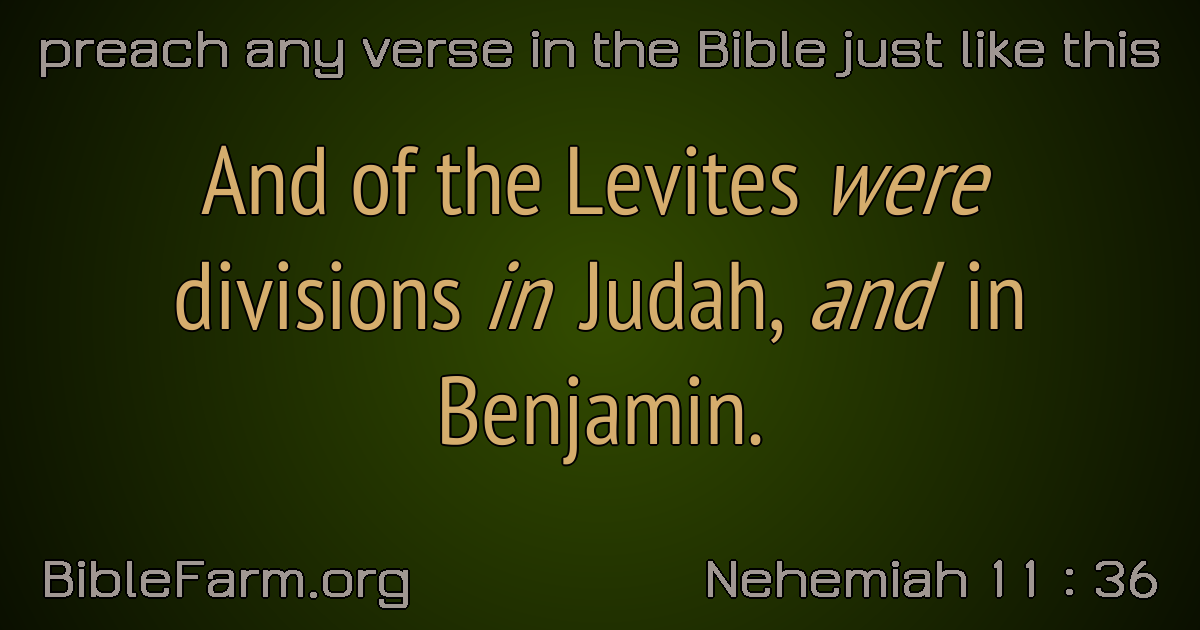 preach any verse in the Bible just like this
And of the Levites were
divisions in Judah, and in
Benjamin.
BibleFarm.org
Nehemiah 11 : 36